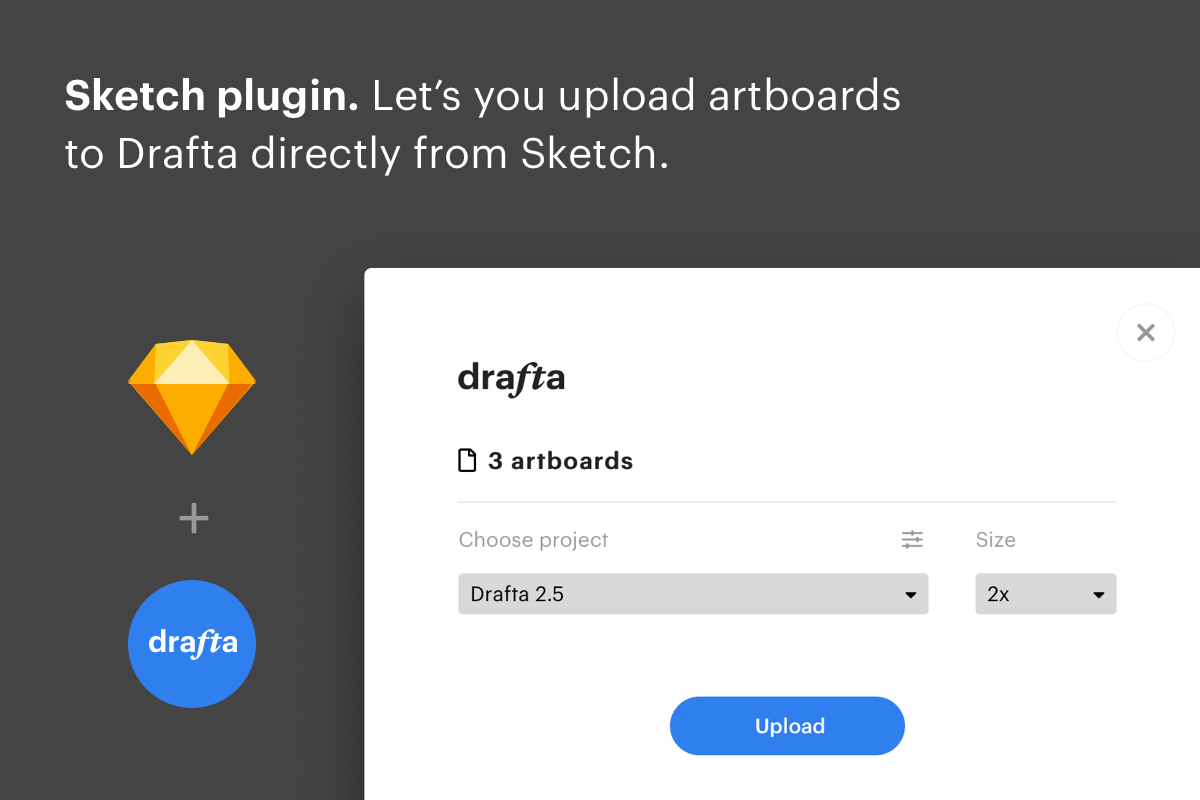 Sketch plugin. Let’s you upload artboards
to Drafta directly from Sketch.
drafta
3 artboards
Choose project
Size
Drafta 2.5
2x
drafta
Upload